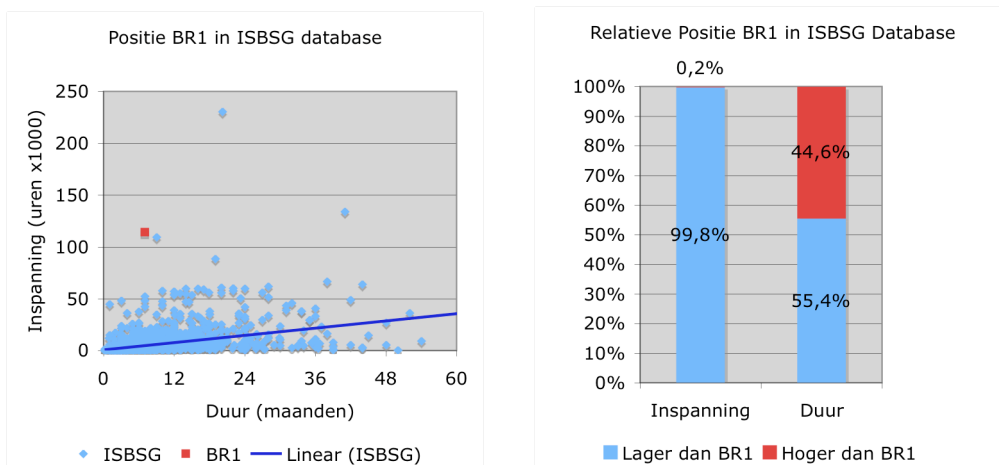 Positie BR1 in ISBSG database
250
200
150
100
50
0
Inspanning (uren x1000)
0 12 24 36 48 60
Duur (maanden)
ISBSG BR1 Linear (ISBSG)
Relatieve Positie BR1 in ISBSG Database
0,2%
100%
90%
80%
70%
60%
50%
40%
30%
20%
10%
0%
44,6%
99,8%
55,4%
Inspanning Duur
Lager dan BR1 Hoger dan BR1